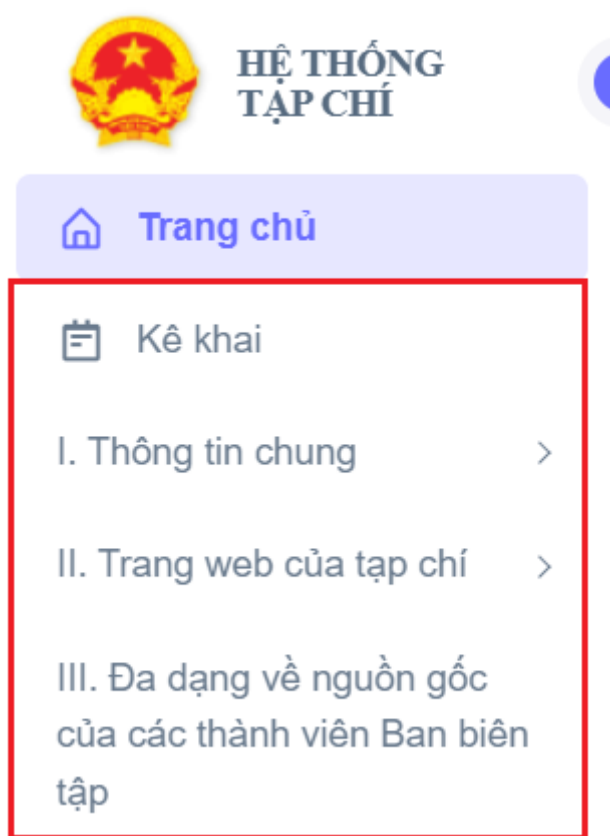 HỆ THỐNG
TẠP CHÍ
Trang chủ
Kê khai
I. Thông tin chung
II. Trang web của tạp chí
III. Đa dạng về nguồn gốc
của các thành viên Ban biên
tập